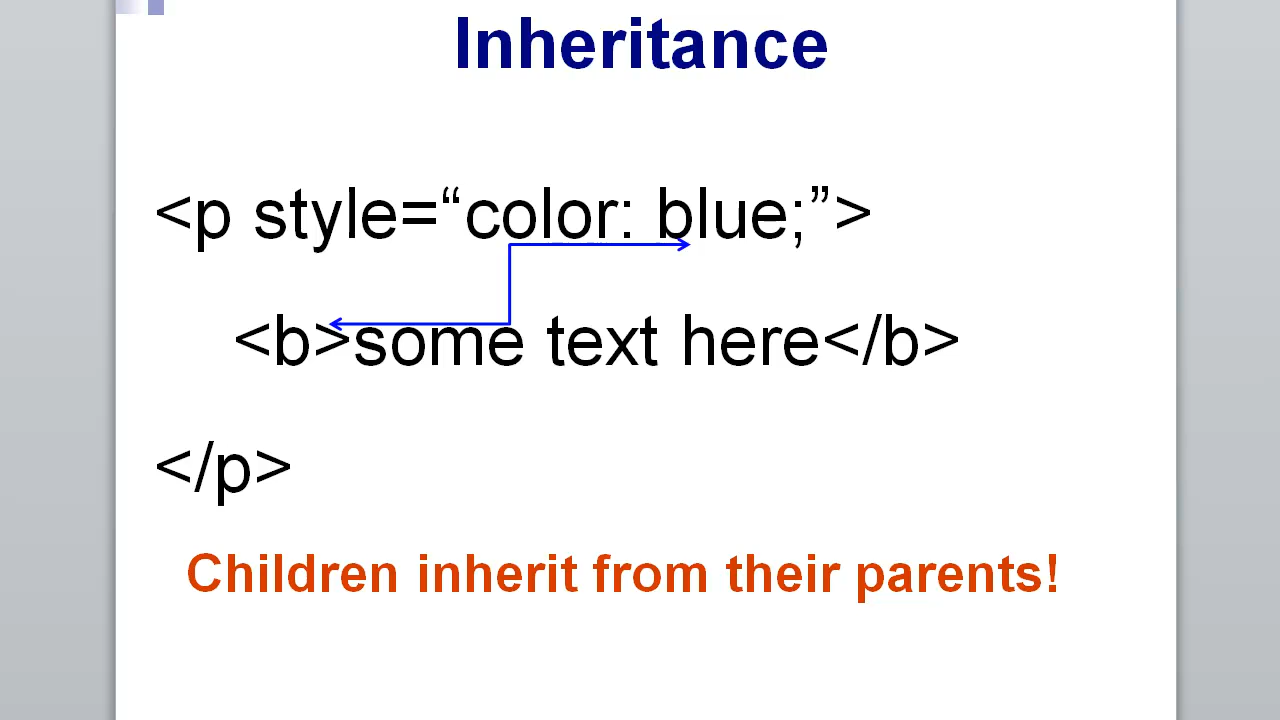 Inheritance
<p style=“color: blue;”>
<b>some text here</b>
</p>
Children inherit from their parents!